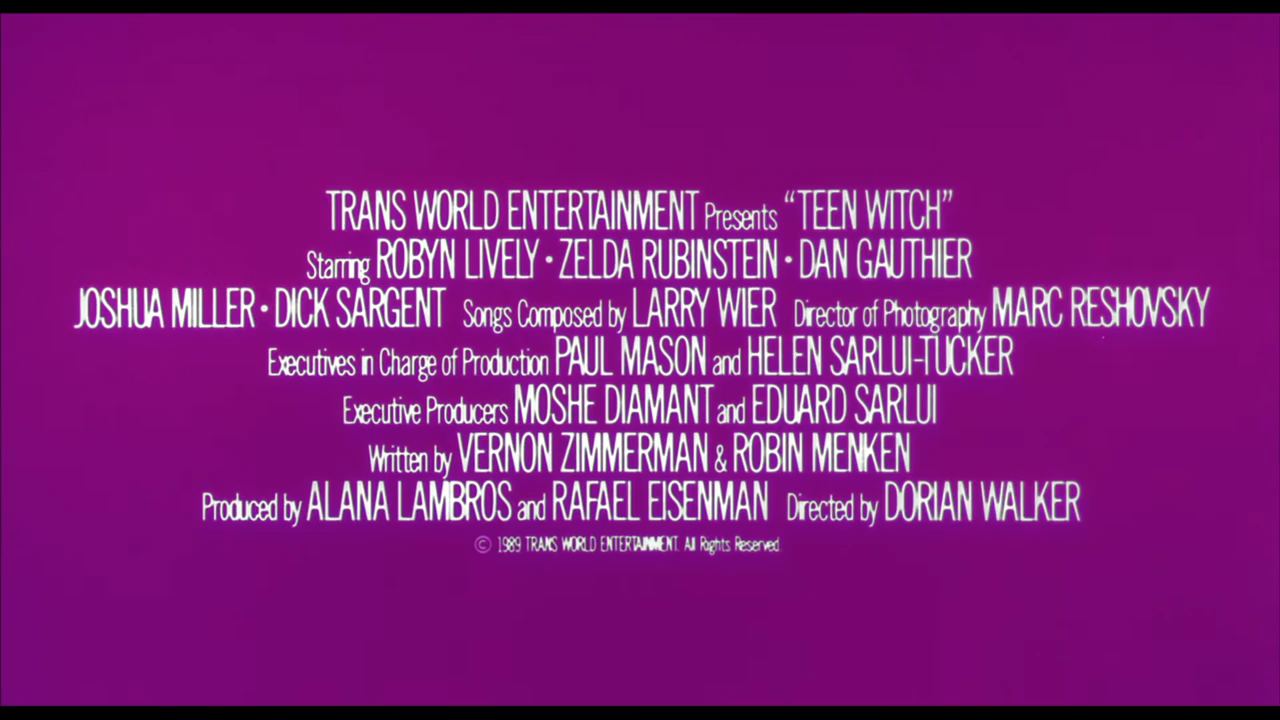 TRANS WORLD ENTERTAINMENT Presents “TEEN WITCH”
Starring ROBYN LIVELY • ZELDA RUBINSTEIN • DAN GAUTHIER
JOSHUA MILLER • DICK SARGENT Songs Composed by LARRY WIER Director of Photography MARC RESHOVSKY
Executives in Charge of Production PAUL MASON and HELEN SARLUI-TUCKER
Executive Producers MOSHE DIAMANT and EDUARD SARLUI
Written by VERNON ZIMMERMAN & ROBIN MENKEN
Produced by ALANA LAMBROS and RAFAEL EISENMAN Directed by DORIAN WALKER
© 1989 TRANS WORLD ENTERTAINMENT. All Rights Reserved.